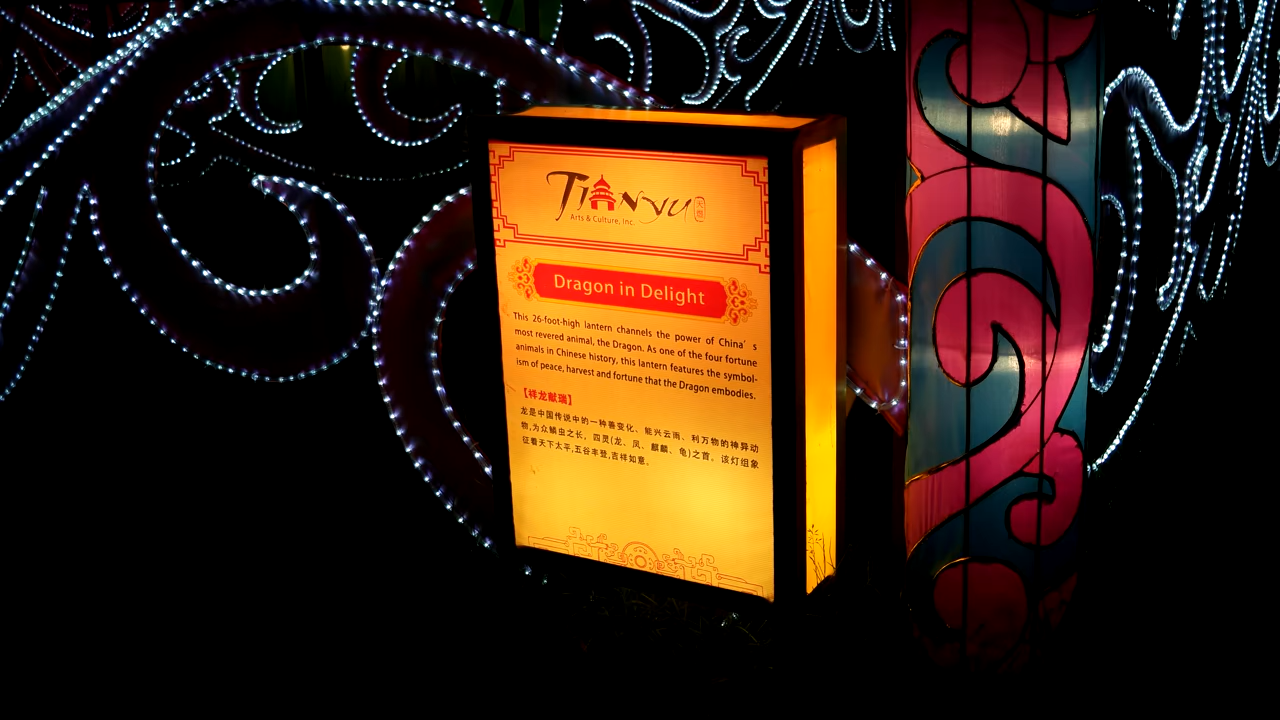 TIANYU
天煜
Arts & Culture, Inc.
Dragon in Delight
This 26-foot-high lantern channels the power of China's
most revered animal, the Dragon. As one of the four fortune
animals in Chinese history, this lantern features the symbol-
ism of peace, harvest and fortune that the Dragon embodies.
【祥龙献瑞】
龙是中国传说中的一种善变化、能兴云雨、利万物的神异动
物,为众鳞虫之长，四灵(龙、凤、麒麟、龟)之首。该灯组象
征着天下太平,五谷丰登,吉祥如意。